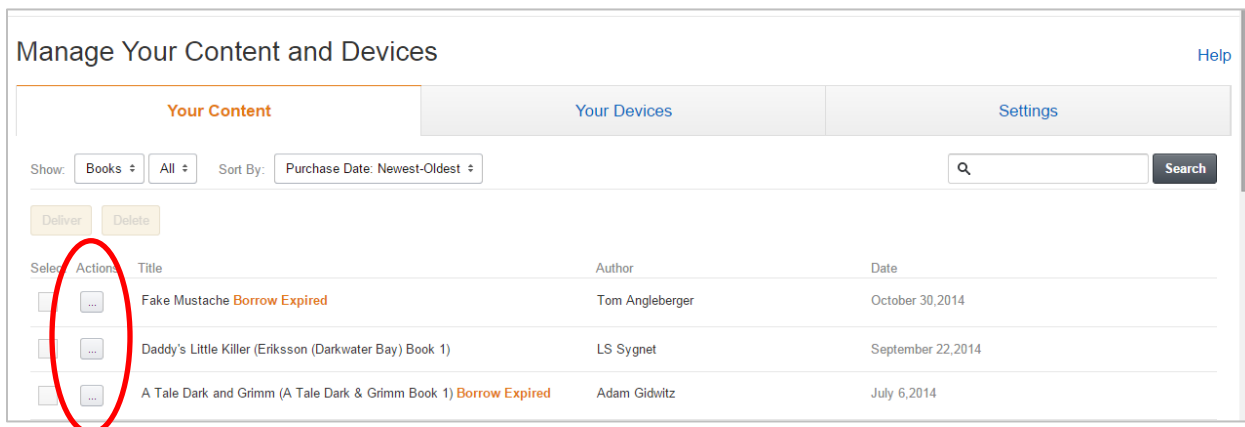 Manage Your Content and Devices
Help
Your Content Your Devices Settings
Show: Books All Sort By: Purchase Date: Newest-Oldest Search
Deliver Delete
Select Actions Title Author Date
... Fake Mustache Borrow Expired Tom Angleberger October 30,2014
... Daddy's Little Killer (Eriksson (Darkwater Bay) Book 1) LS Sygnet September 22,2014
... A Tale Dark and Grimm (A Tale Dark & Grimm Book 1) Borrow Expired Adam Gidwitz July 6,2014